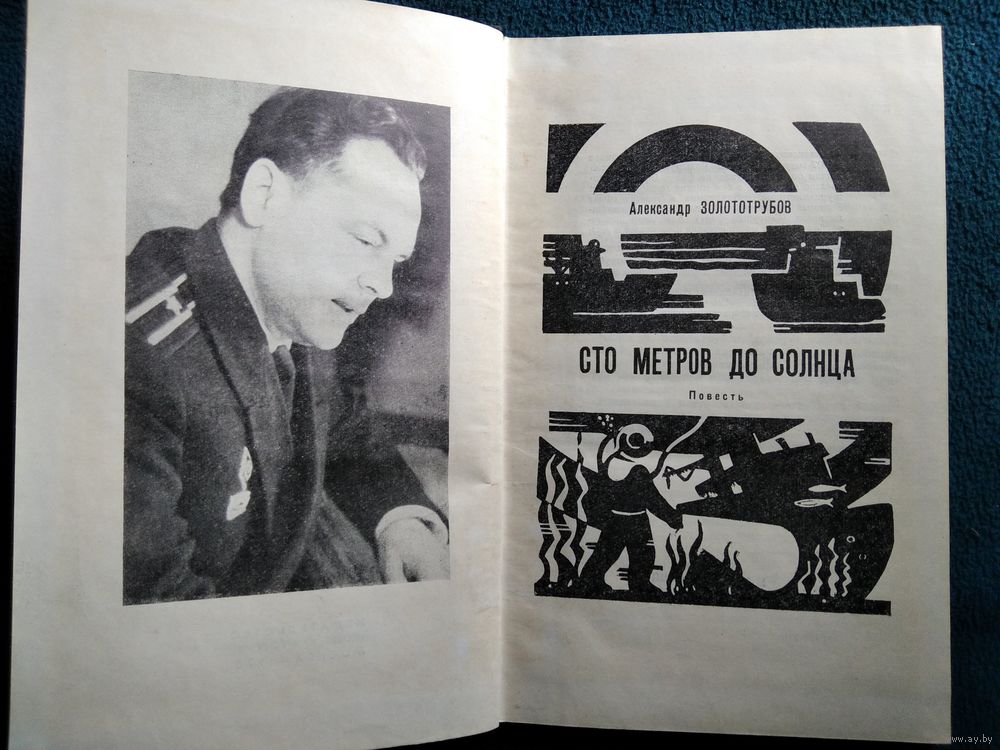 Александр ЗОЛОТОТРУБОВ
СТО МЕТРОВ ДО СОЛНЦА
Повесть
www.ay.by